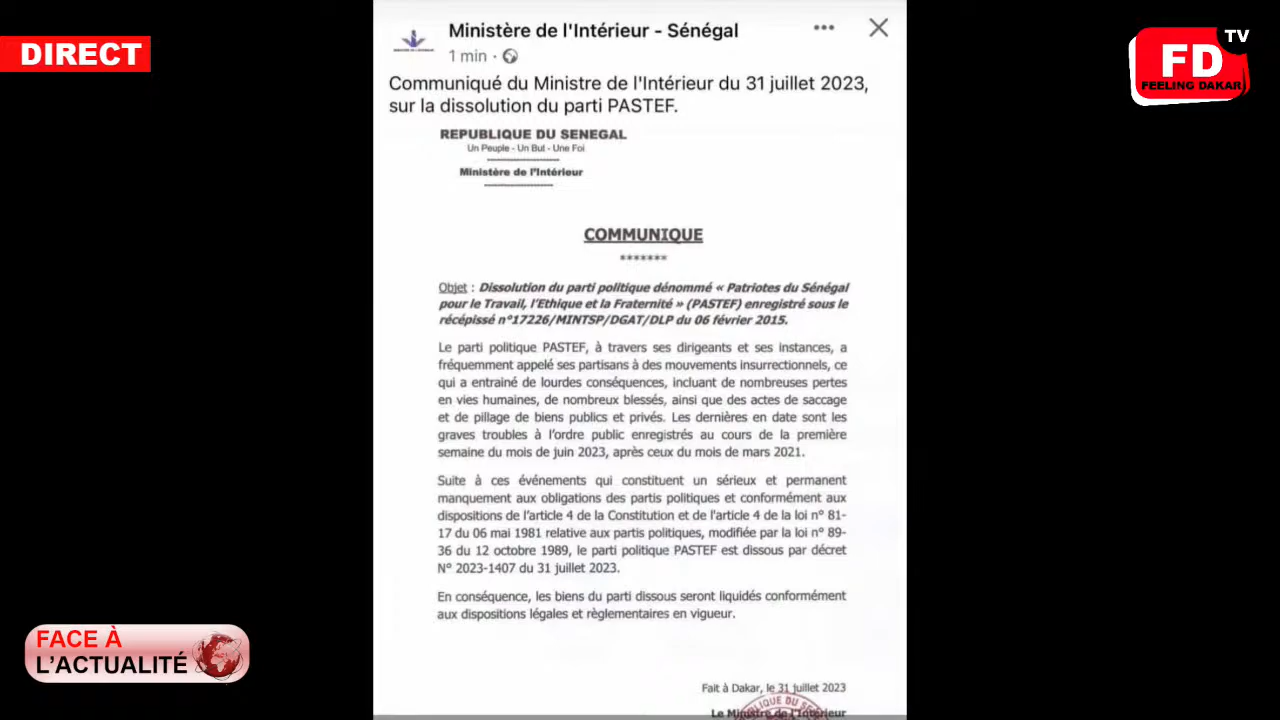 DIRECT
Ministère de l'Intérieur - Sénégal
1 min ·
Communiqué du Ministre de l'Intérieur du 31 juillet 2023,
sur la dissolution du parti PASTEF.
REPUBLIQUE DU SENEGAL
Un Peuple - Un But - Une Foi
Ministère de l'Intérieur
COMMUNIQUE
*******
Objet : Dissolution du parti politique dénommé « Patriotes du Sénégal
pour le Travail, l'Ethique et la Fraternité » (PASTEF) enregistré sous le
récépissé n°17226/MINTSP/DGAT/DLP du 06 février 2015.
Le parti politique PASTEF, à travers ses dirigeants et ses instances, a
fréquemment appelé ses partisans à des mouvements insurrectionnels, ce
qui a entrainé de lourdes conséquences, incluant de nombreuses pertes
en vies humaines, de nombreux blessés, ainsi que des actes de saccage
et de pillage de biens publics et privés. Les dernières en date sont les
graves troubles à l'ordre public enregistrés au cours de la première
semaine du mois de juin 2023, après ceux du mois de mars 2021.
Suite à ces événements qui constituent un sérieux et permanent
manquement aux obligations des partis politiques et conformément aux
dispositions de l'article 4 de la Constitution et de l'article 4 de la loi n° 81-
17 du 06 mai 1981 relative aux partis politiques, modifiée par la loi n° 89-
36 du 12 octobre 1989, le parti politique PASTEF est dissous par décret
N° 2023-1407 du 31 juillet 2023.
En conséquence, les biens du parti dissous seront liquidés conformément
aux dispositions légales et règlementaires en vigueur.
Fait à Dakar, le 31 juillet 2023
Le Ministre de l'Intérieur
FD
TV
FEELING DAKAR
FACE À
L'ACTUALITÉ